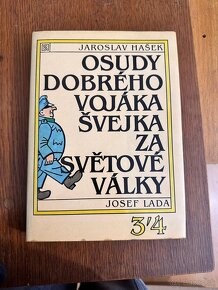 JAROSLAV HAŠEK
OSUDY
DOBRÉHO
VOJÁKA
ŠVEJKA
ZA
SVĚTOVÉ
VÁLKY
JOSEF LADA
3/4